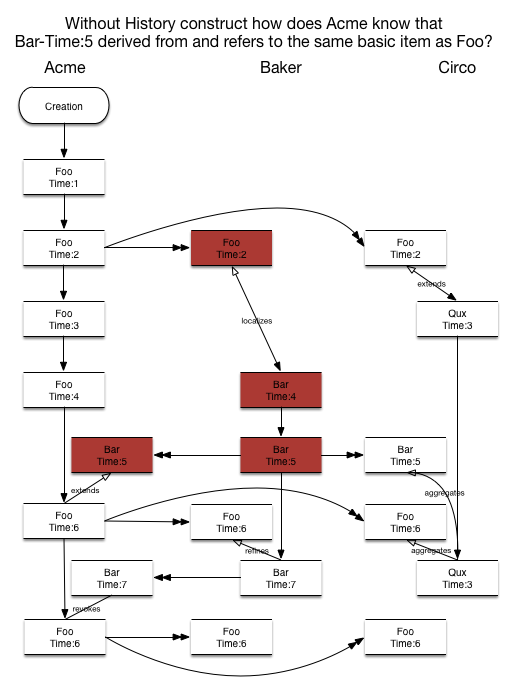 Without History construct how does Acme know that
Bar-Time:5 derived from and refers to the same basic item as Foo?
Acme Baker Circo
Creation
Foo
Time:1
Foo
Time:2
Foo
Time:2
Foo
Time:2
extends
Foo
Time:3
Qux
Time:3
localizes
Foo
Time:4
Bar
Time:4
Bar
Time:5
Bar
Time:5
Bar
Time:5
extends
aggregates
Foo
Time:6
Foo
Time:6
Foo
Time:6
refines
aggregates
Bar
Time:7
Bar
Time:7
Qux
Time:3
revokes
Foo
Time:6
Foo
Time:6
Foo
Time:6